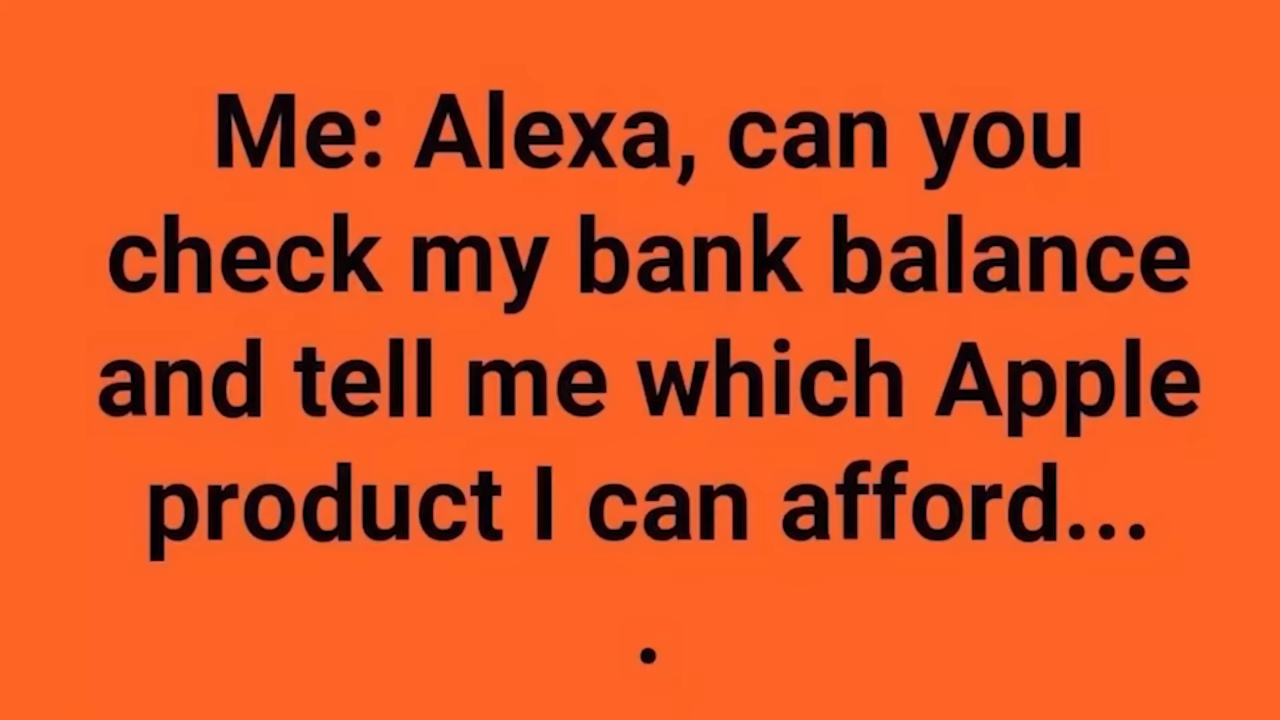 Me: Alexa, can you
check my bank balance
and tell me which Apple
product I can afford...
.